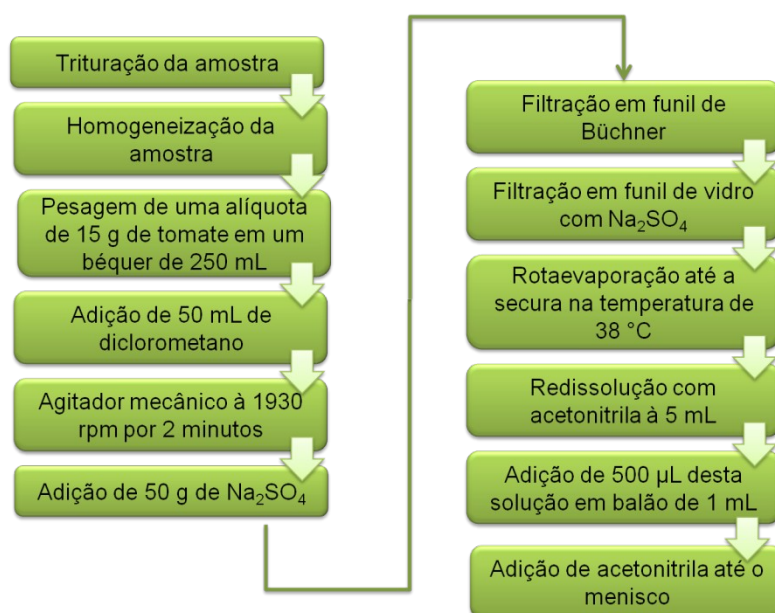 Trituração da amostra
Homogeneização da
amostra
Pesagem de uma alíquota
de 15 g de tomate em um
béquer de 250 mL
Adição de 50 mL de
diclorometano
Agitador mecânico à 1930
rpm por 2 minutos
Adição de 50 g de Na₂SO₄
Filtração em funil de
Büchner
Filtração em funil de vidro
com Na₂SO₄
Rotaevaporação até a
secura na temperatura de
38 °C
Redissolução com
acetonitrila à 5 mL
Adição de 500 µL desta
solução em balão de 1 mL
Adição de acetonitrila até o
menisco